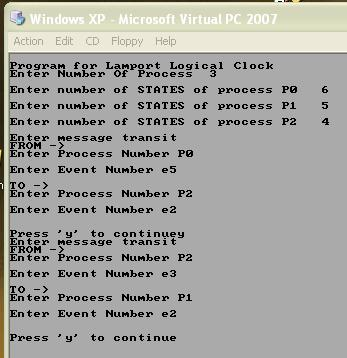 Windows XP - Microsoft Virtual PC 2007
Action Edit CD Floppy Help
Program for Lamport Logical Clock
Enter Number Of Process 3
Enter number of STATES of process P0 6
Enter number of STATES of process P1 5
Enter number of STATES of process P2 4
Enter message transit
FROM ->
Enter Process Number P0
Enter Event Number e5
TO ->
Enter Process Number P2
Enter Event Number e2
Press 'y' to continuey
Enter message transit
FROM ->
Enter Process Number P2
Enter Event Number e3
TO ->
Enter Process Number P1
Enter Event Number e2
Press 'y' to continue